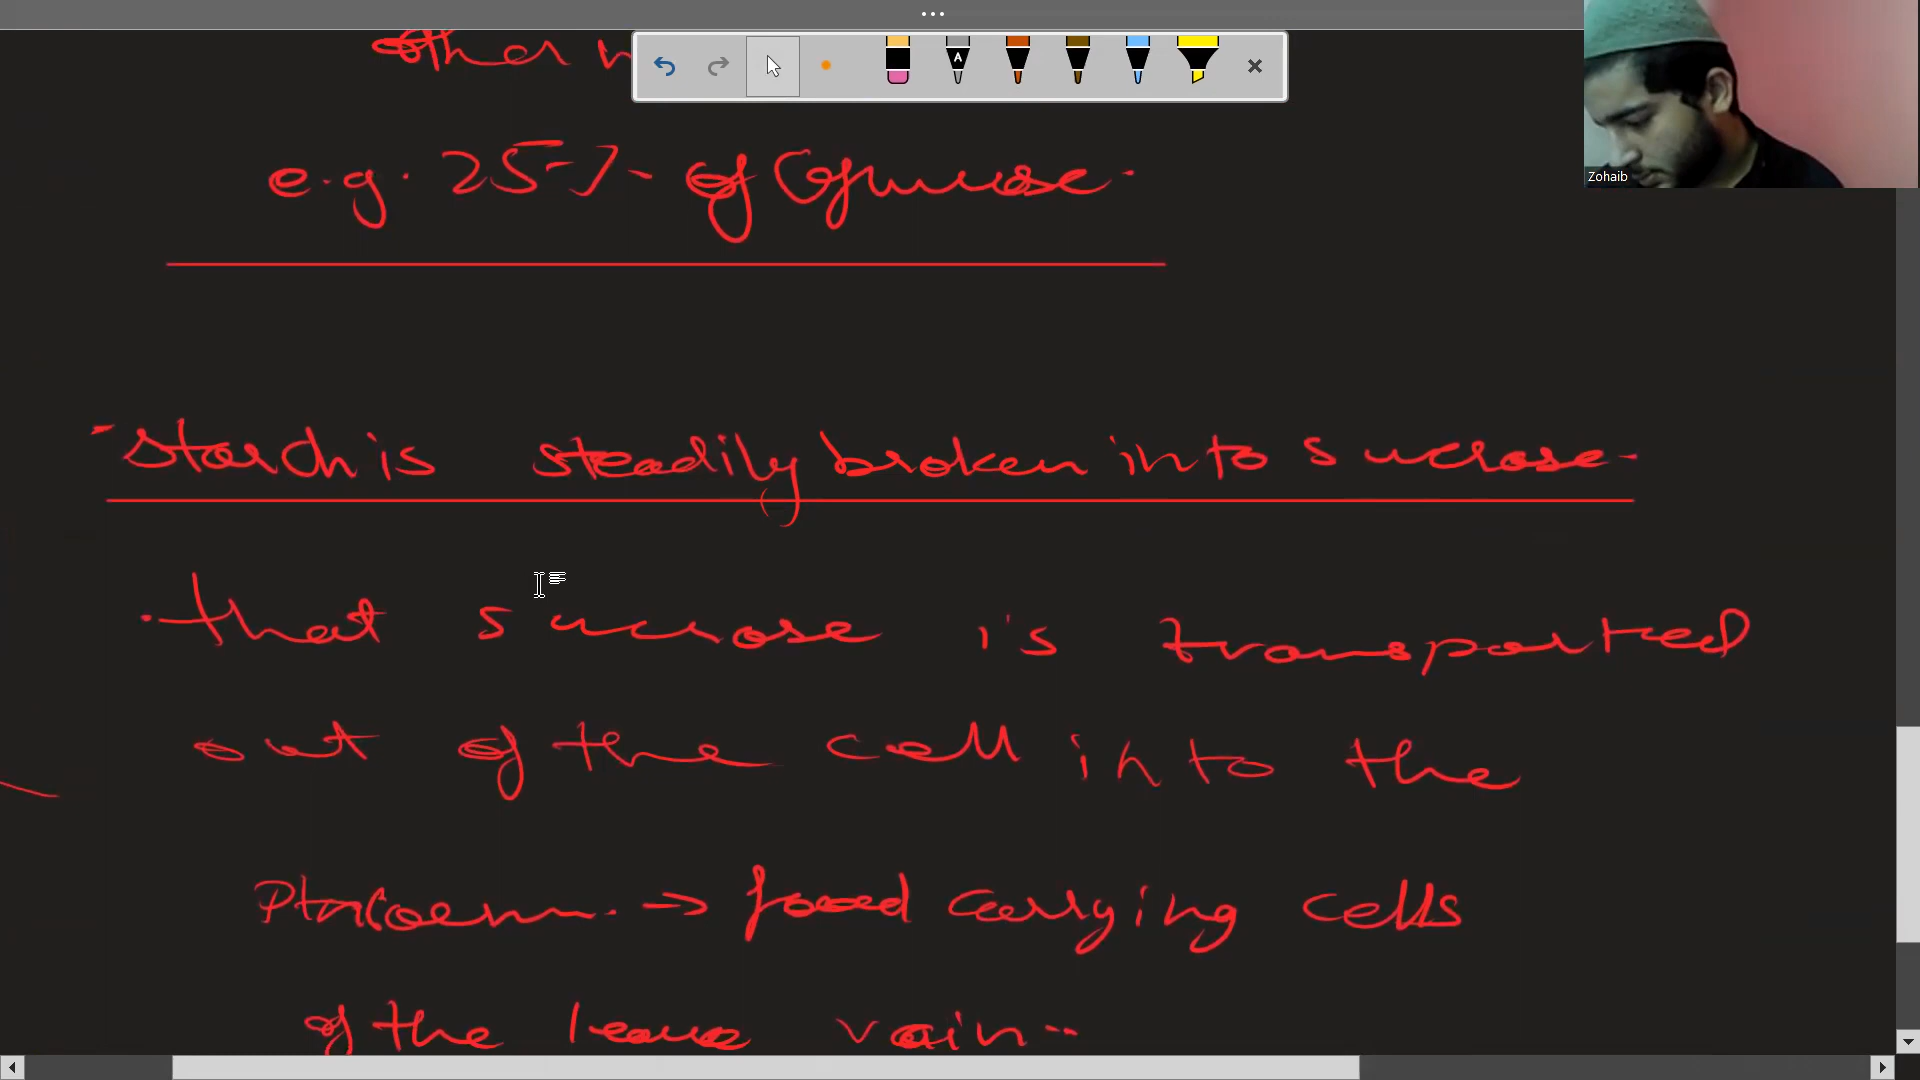 other
e.g. 25% of Glucose.
Zohaib
- Starch is steadily broken into sucrose.
. that sucrose is transported
out of the cell into the
Phloem. → food carrying cells
of the leave vain..
A